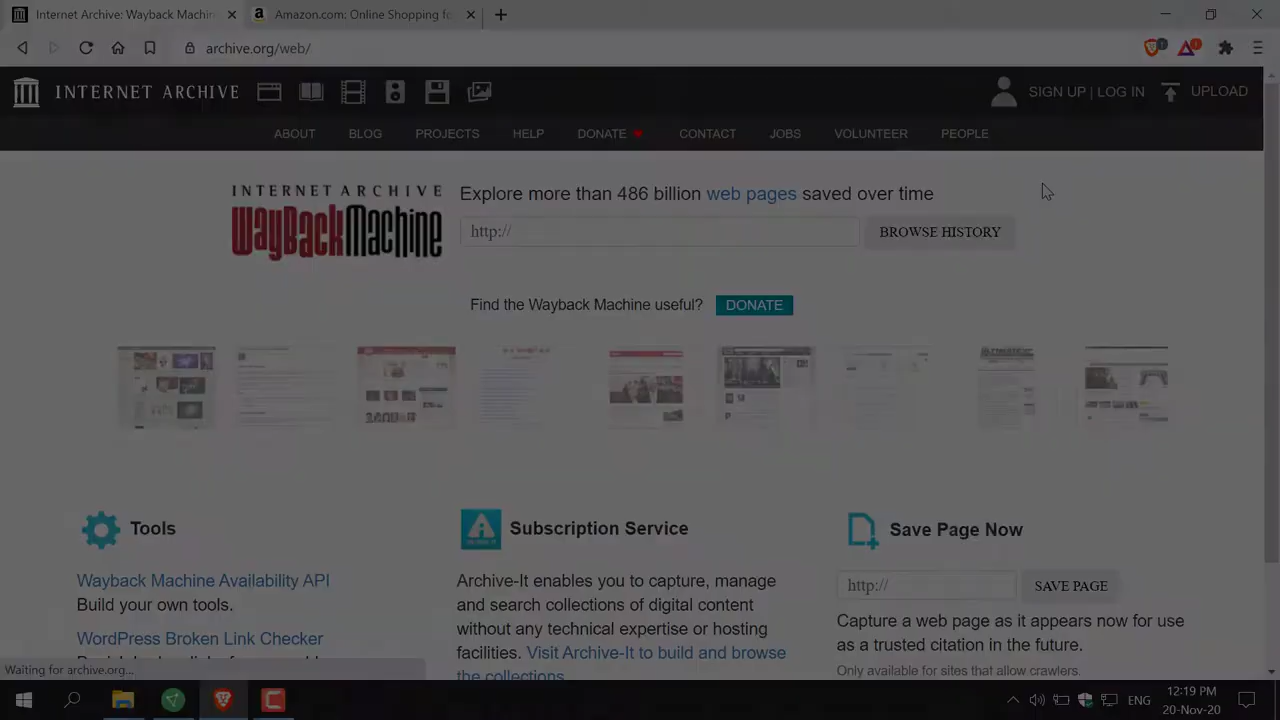 Internet Archive: Wayback Machin
Amazon.com: Online Shopping fo
archive.org/web/
INTERNET ARCHIVE
SIGN UP | LOG IN
UPLOAD
ABOUT BLOG PROJECTS HELP DONATE CONTACT JOBS VOLUNTEER PEOPLE
INTERNET ARCHIVE
WayBackMachine
Explore more than 486 billion web pages saved over time
http://
BROWSE HISTORY
Find the Wayback Machine useful?
DONATE
Tools
Wayback Machine Availability API
Build your own tools.
WordPress Broken Link Checker
Subscription Service
Archive-It enables you to capture, manage
and search collections of digital content
without any technical expertise or hosting
facilities. Visit Archive-It to build and browse
the collections.
Save Page Now
http://
SAVE PAGE
Capture a web page as it appears now for use
as a trusted citation in the future.
Only available for sites that allow crawlers.
Waiting for archive.org...
ENG
12:19 PM
20-Nov-20